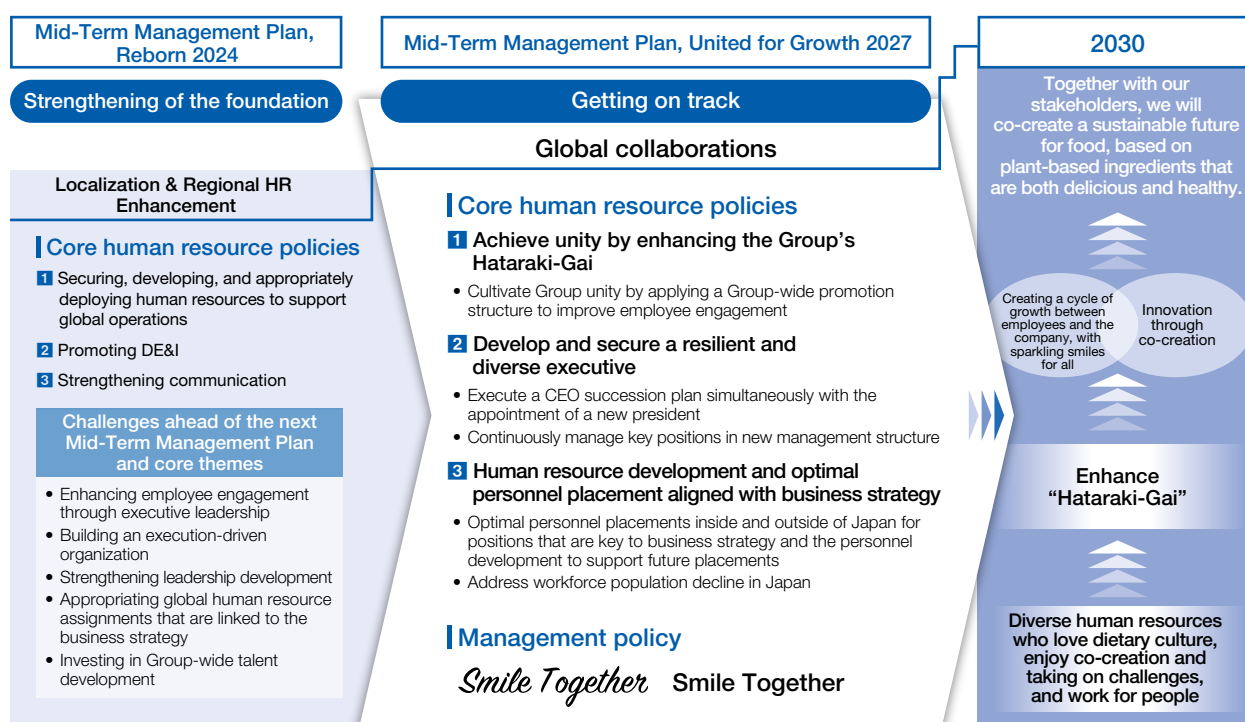 Mid-Term Management Plan,
Reborn 2024
Strengthening of the foundation
Localization & Regional HR
Enhancement
Core human resource policies
1 Securing, developing, and appropriately
deploying human resources to support
global operations
2 Promoting DE&I
3 Strengthening communication
Challenges ahead of the next
Mid-Term Management Plan
and core themes
• Enhancing employee engagement
through executive leadership
• Building an execution-driven
organization
• Strengthening leadership development
• Appropriating global human resource
assignments that are linked to the
business strategy
• Investing in Group-wide talent
development
Mid-Term Management Plan, United for Growth 2027
Getting on track
Global collaborations
Core human resource policies
1 Achieve unity by enhancing the Group's
Hataraki-Gai
• Cultivate Group unity by applying a Group-wide promotion
structure to improve employee engagement
2 Develop and secure a resilient and
diverse executive
• Execute a CEO succession plan simultaneously with the
appointment of a new president
• Continuously manage key positions in new management structure
3 Human resource development and optimal
personnel placement aligned with business strategy
• Optimal personnel placements inside and outside of Japan for
positions that are key to business strategy and the personnel
development to support future placements
• Address workforce population decline in Japan
Management policy
Smile Together Smile Together
2030
Together with our
stakeholders, we will
co-create a sustainable future
for food, based on
plant-based ingredients that
are both delicious and healthy.
Creating a cycle of
growth between
employees and the
company, with
sparkling smiles
for all
Innovation
through
co-creation
Enhance
"Hataraki-Gai"
Diverse human resources
who love dietary culture,
enjoy co-creation and
taking on challenges,
and work for people